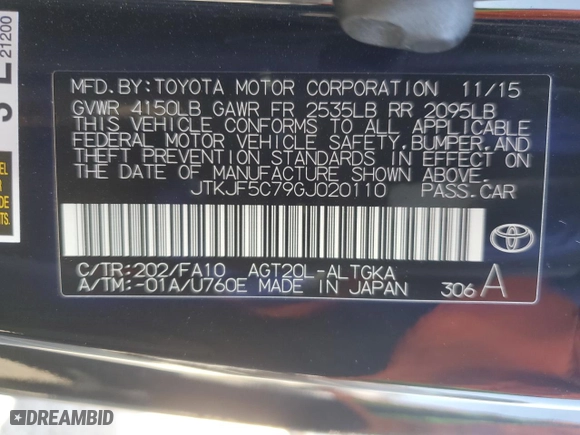 21200
MFD.BY:TOYOTA MOTOR CORPORATION 11/15
GVWR 4150LB GAWR FR 2535LB RR 2095LB
THIS VEHICLE CONFORMS TO ALL APPLICABLE
FEDERAL MOTOR VEHICLE SAFETY,BUMPER,AND
THEFT PREVENTION STANDARDS IN EFFECT ON
THE DATE OF MANUFACTURE SHOWN ABOVE.
JTKJF5C79GJ020110 PASS.CAR
C/TR:202/FA10 AGT20L-ALTGKA
A/TM:-01A/U760E MADE IN JAPAN 306 A
DREAMBID